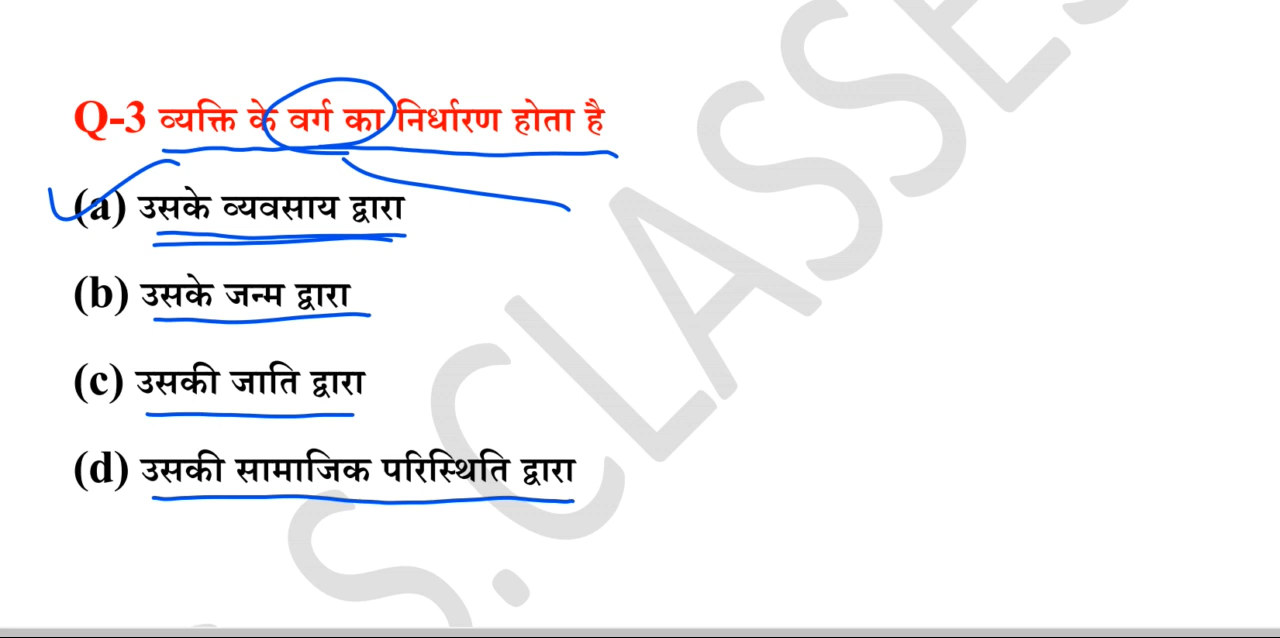 Q-3 व्यक्ति के वर्ग का निर्धारण होता है
(a) उसके व्यवसाय द्वारा
(b) उसके जन्म द्वारा
(c) उसकी जाति द्वारा
(d) उसकी सामाजिक परिस्थिति द्वारा
S.CLASSES